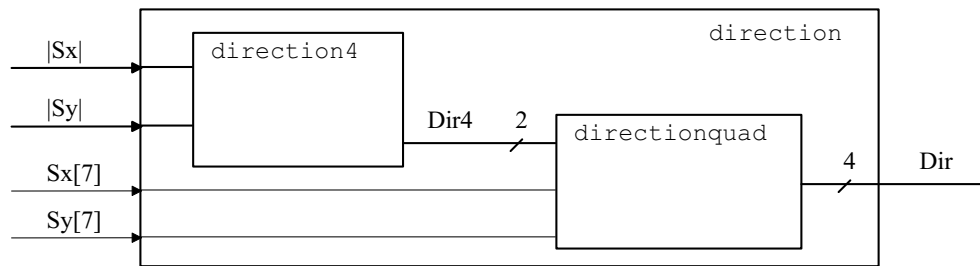 direction
|Sx|
direction4
|Sy|
Dir4
2
directionquad
Sx[7]
4
Dir
Sy[7]